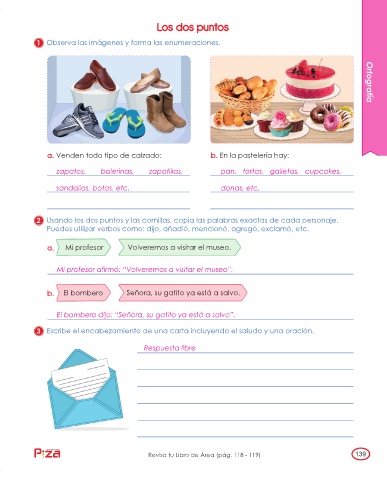 Los dos puntos
1 Observa las imágenes y forma las enumeraciones.
Ortografía
a. Venden todo tipo de calzado:
zapatos, balerinas, zapatillas,
sandalias, botas, etc.
b. En la pastelería hay:
pan, tortas, galletas, cupcakes,
donas, etc.
2 Usando los dos puntos y las comillas, copia las palabras exactas de cada personaje.
Puedes utilizar verbos como: dijo, añadió, mencionó, agregó, exclamó, etc.
a. Mi profesor Volveremos a visitar el museo.
Mi profesor afirmó: “Volveremos a visitar el museo”.
b. El bombero Señora, su gatito ya está a salvo.
El bombero dijo: “Señora, su gatito ya está a salvo”.
3 Escribe el encabezamiento de una carta incluyendo el saludo y una oración.
Respuesta libre.
Piza
Revisa tu Libro de Área (pág. 118 - 119)
139